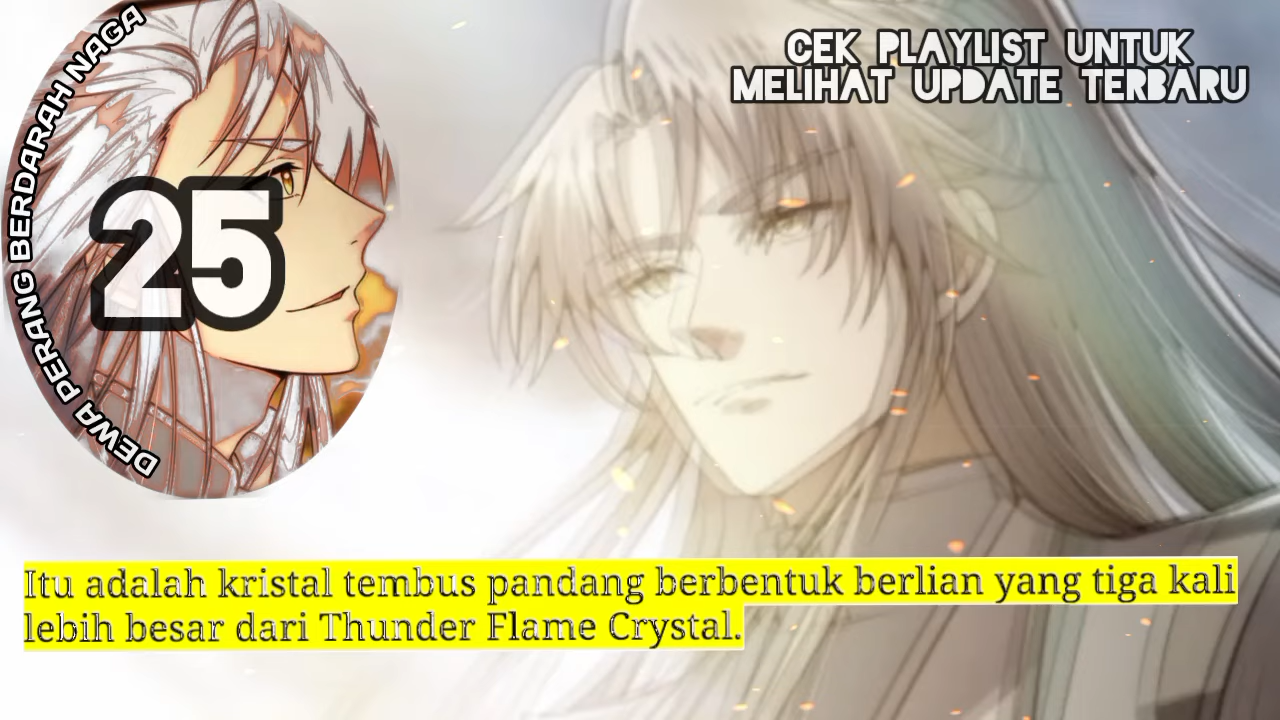 DEWA PERANG BERDARAH NAGA
25
CEK PLAYLIST UNTUK
MELIHAT UPDATE TERBARU
Itu adalah kristal tembus pandang berbentuk berlian yang tiga kali
lebih besar dari Thunder Flame Crystal.